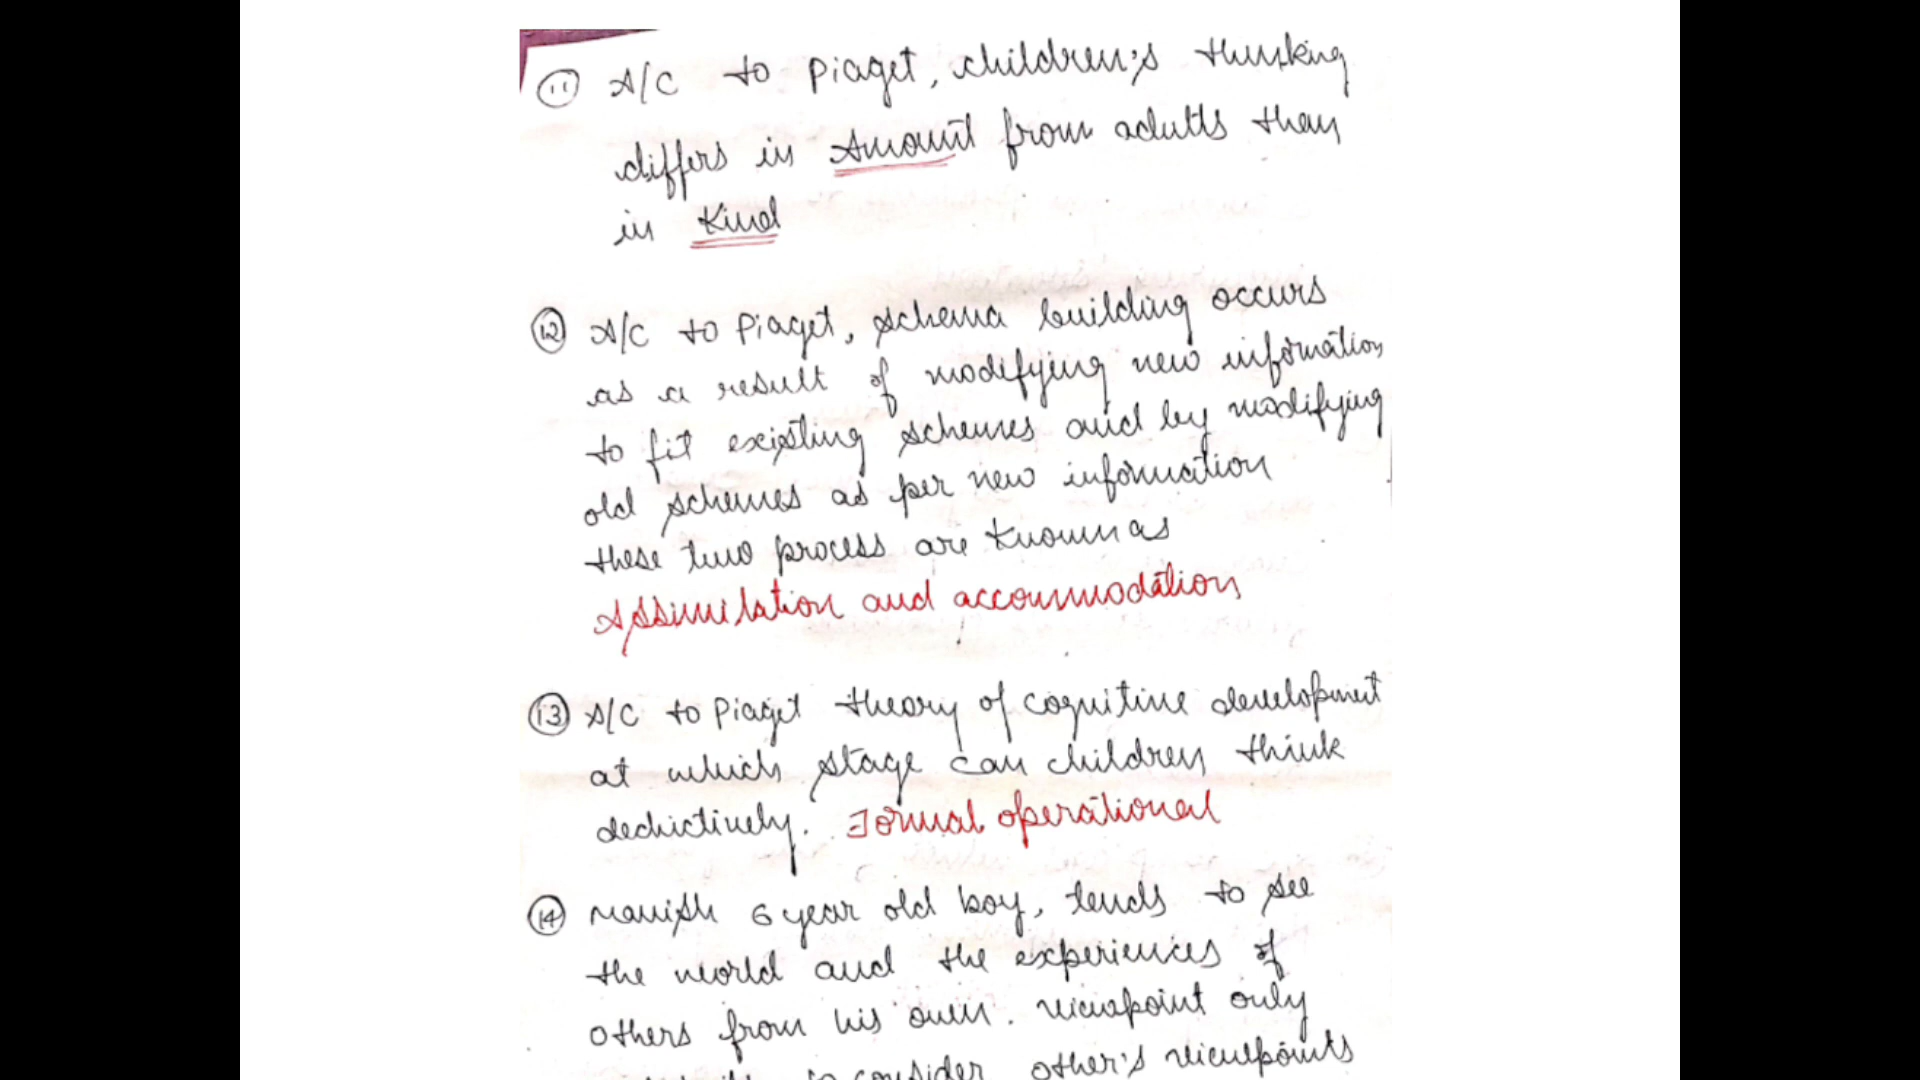 11 A/C to Piaget, children's thinking
differs in Amount from adults then
in Kind
12 A/C to Piaget, schema building occurs
as a result of modifying new information
to fit existing schemes and by modifying
old schemes as per new information
these two process are known as
Assimilation and accommodation
13 A/C to Piaget theory of cognitive development
at which stage can children think
deductively. Formal operational
14 Manish 6 year old boy, tends to see
the world and the experiences of
others from his own. viewpoint only
consider other's viewpoints